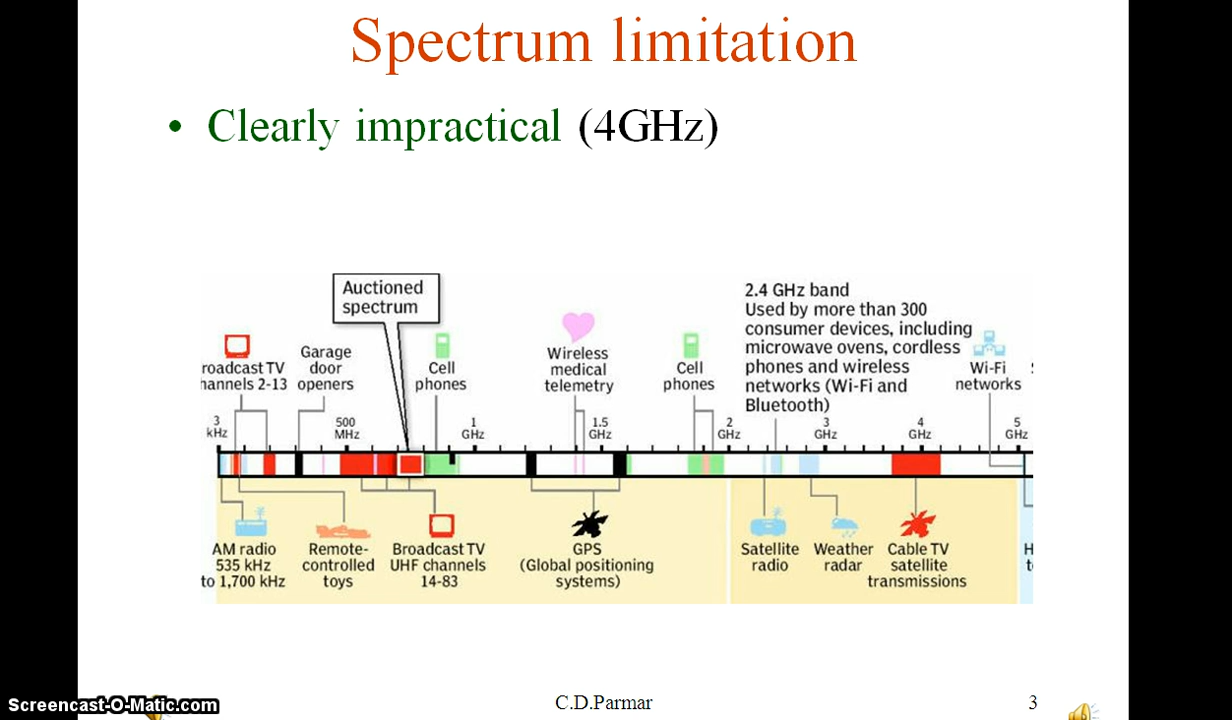 Spectrum limitation
• Clearly impractical (4GHz)
Auctioned
spectrum
roadcast TV
hannels 2-13
Garage
door
openers
Cell
phones
Wireless
medical
telemetry
Cell
phones
2.4 GHz band
Used by more than 300
consumer devices, including
microwave ovens, cordless
phones and wireless
networks (Wi-Fi and
Bluetooth)
Wi-Fi
networks
3
kHz
500
MHz
1
GHz
1.5
GHz
2
GHz
3
GHz
4
GHz
5
GHz
AM radio
535 kHz
to 1,700 kHz
Remote-
controlled
toys
Broadcast TV
UHF channels
14-83
GPS
(Global positioning
systems)
Satellite
radio
Weather
radar
Cable TV
satellite
transmissions
C.D.Parmar
3
Screencast-O-Matic.com